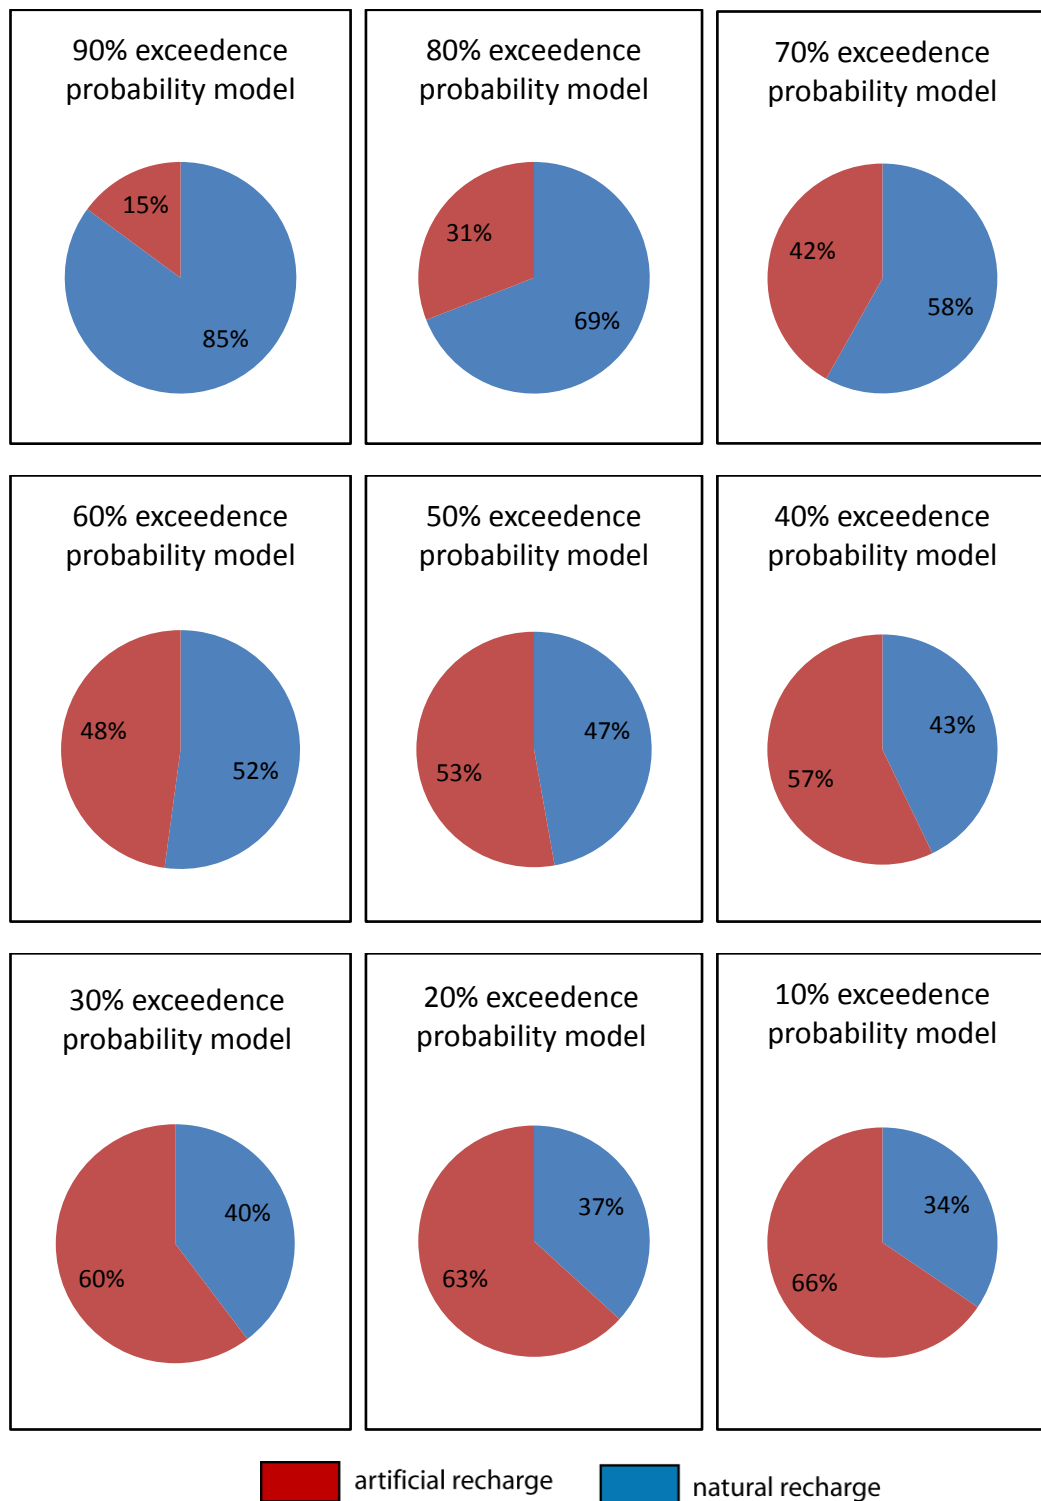 90% exceedence
probability model
15%
85%
80% exceedence
probability model
31%
69%
70% exceedence
probability model
42%
58%
60% exceedence
probability model
48%
52%
50% exceedence
probability model
47%
53%
40% exceedence
probability model
43%
57%
30% exceedence
probability model
40%
60%
20% exceedence
probability model
37%
63%
10% exceedence
probability model
34%
66%
artificial recharge
natural recharge